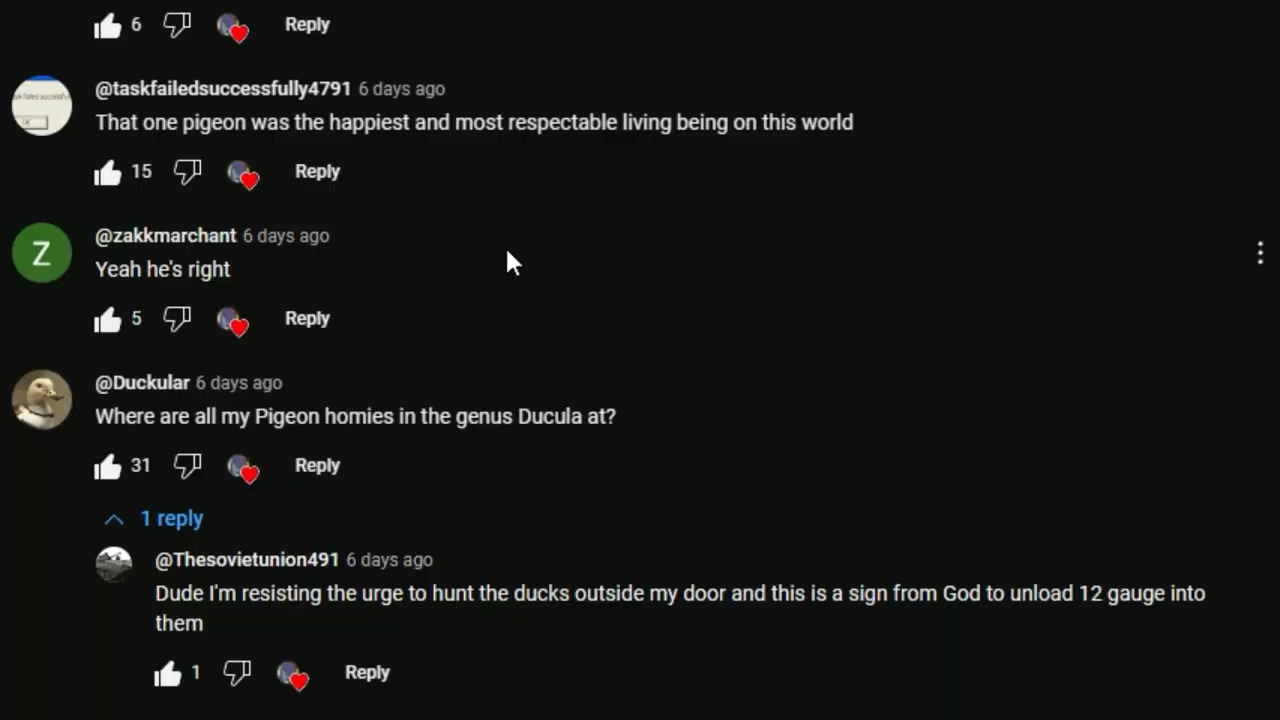 6 Reply
@taskfailedsuccessfully4791 6 days ago
That one pigeon was the happiest and most respectable living being on this world
15 Reply
Z
@zakkmarchant 6 days ago
Yeah he's right
5 Reply
@Duckular 6 days ago
Where are all my Pigeon homies in the genus Ducula at?
31 Reply
1 reply
@Thesovietunion491 6 days ago
Dude I'm resisting the urge to hunt the ducks outside my door and this is a sign from God to unload 12 gauge into
them
1 Reply